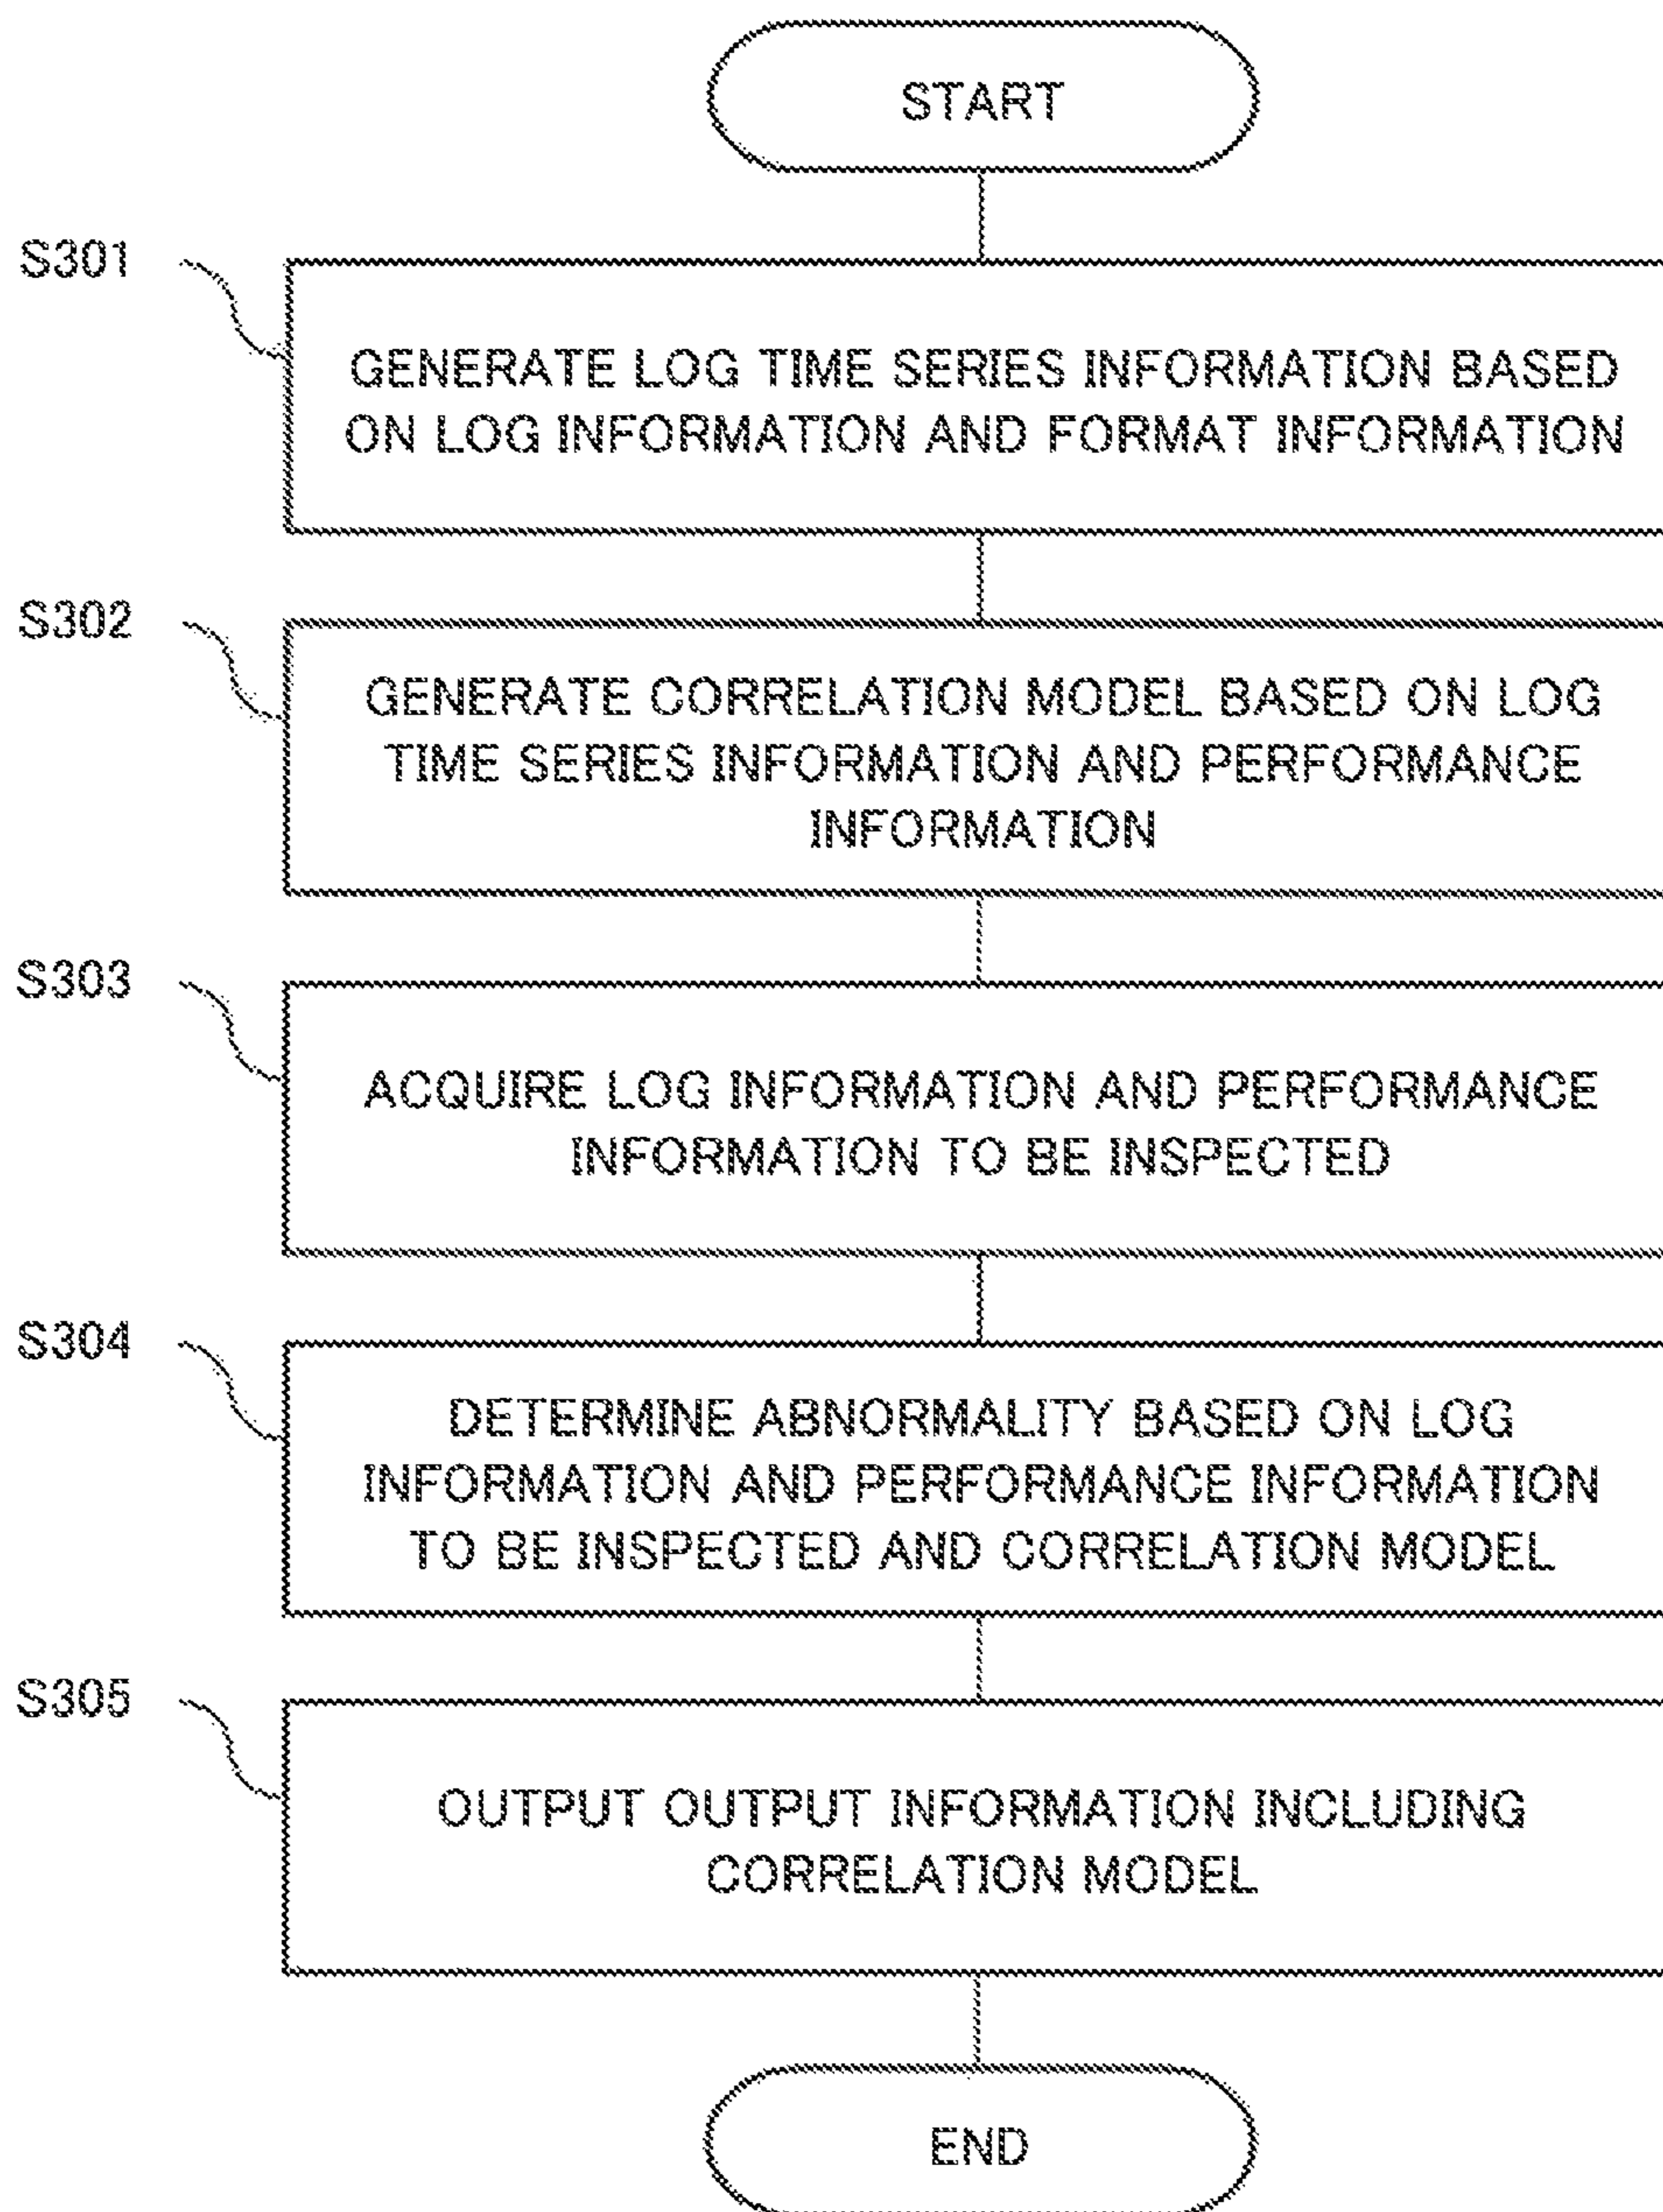 START
S301
GENERATE LOG TIME SERIES INFORMATION BASED
ON LOG INFORMATION AND FORMAT INFORMATION
S302
GENERATE CORRELATION MODEL BASED ON LOG
TIME SERIES INFORMATION AND PERFORMANCE
INFORMATION
S303
ACQUIRE LOG INFORMATION AND PERFORMANCE
INFORMATION TO BE INSPECTED
S304
DETERMINE ABNORMALITY BASED ON LOG
INFORMATION AND PERFORMANCE INFORMATION
TO BE INSPECTED AND CORRELATION MODEL
S305
OUTPUT OUTPUT INFORMATION INCLUDING
CORRELATION MODEL
END